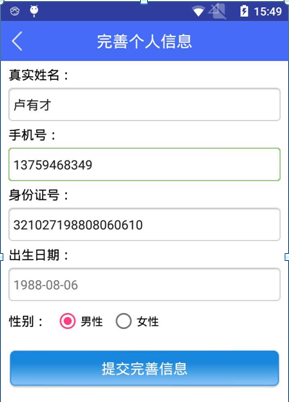 15:49
完善个人信息
真实姓名：
卢有才
手机号：
13759468349
身份证号：
321027198808060610
出生日期：
1988-08-06
性别： 男性 女性
提交完善信息